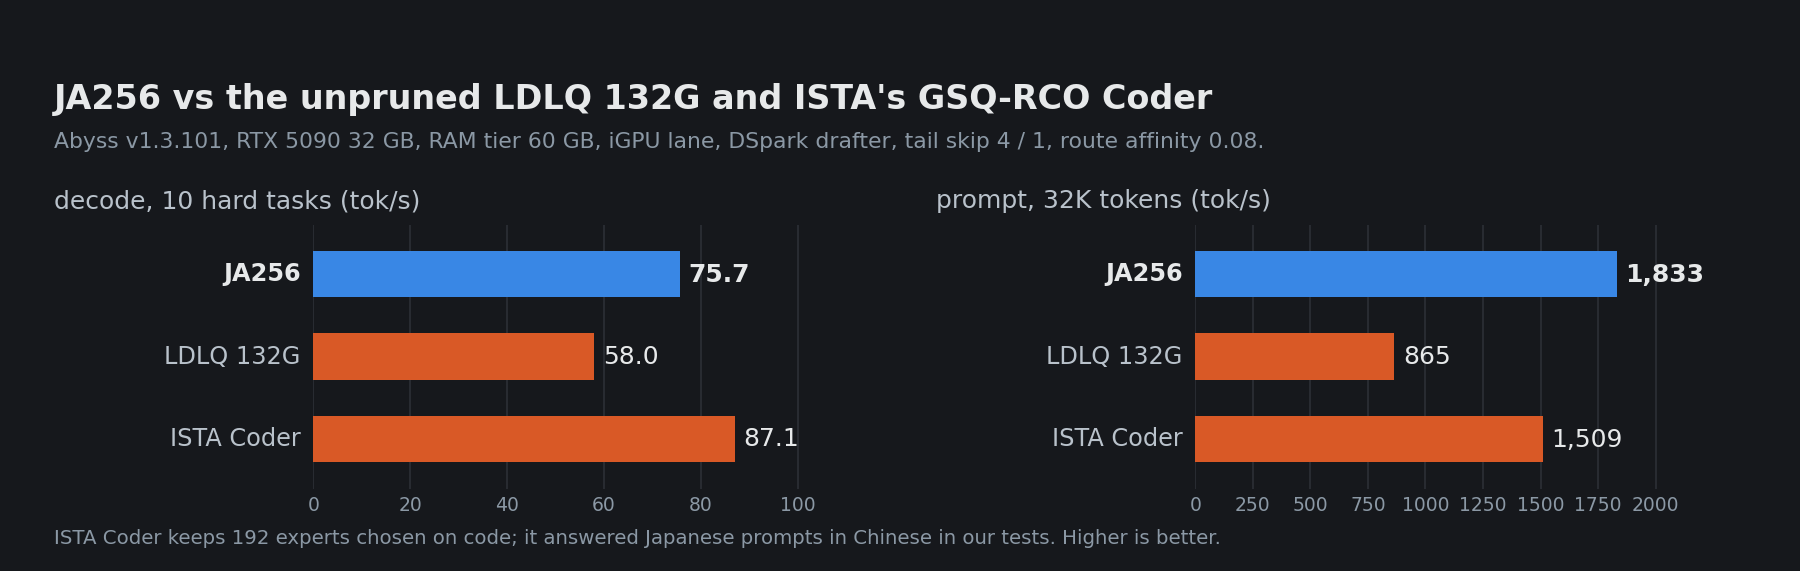 JA256 vs the unpruned LDLQ 132G and ISTA's GSQ-RCO Coder
Abyss v1.3.101, RTX 5090 32 GB, RAM tier 60 GB, iGPU lane, DSpark drafter, tail skip 4 / 1, route affinity 0.08.
decode, 10 hard tasks (tok/s)
JA256 75.7
LDLQ 132G 58.0
ISTA Coder 87.1
0 20 40 60 80 100
prompt, 32K tokens (tok/s)
JA256 1,833
LDLQ 132G 865
ISTA Coder 1,509
0 250 500 750 1000 1250 1500 1750 2000
ISTA Coder keeps 192 experts chosen on code; it answered Japanese prompts in Chinese in our tests. Higher is better.